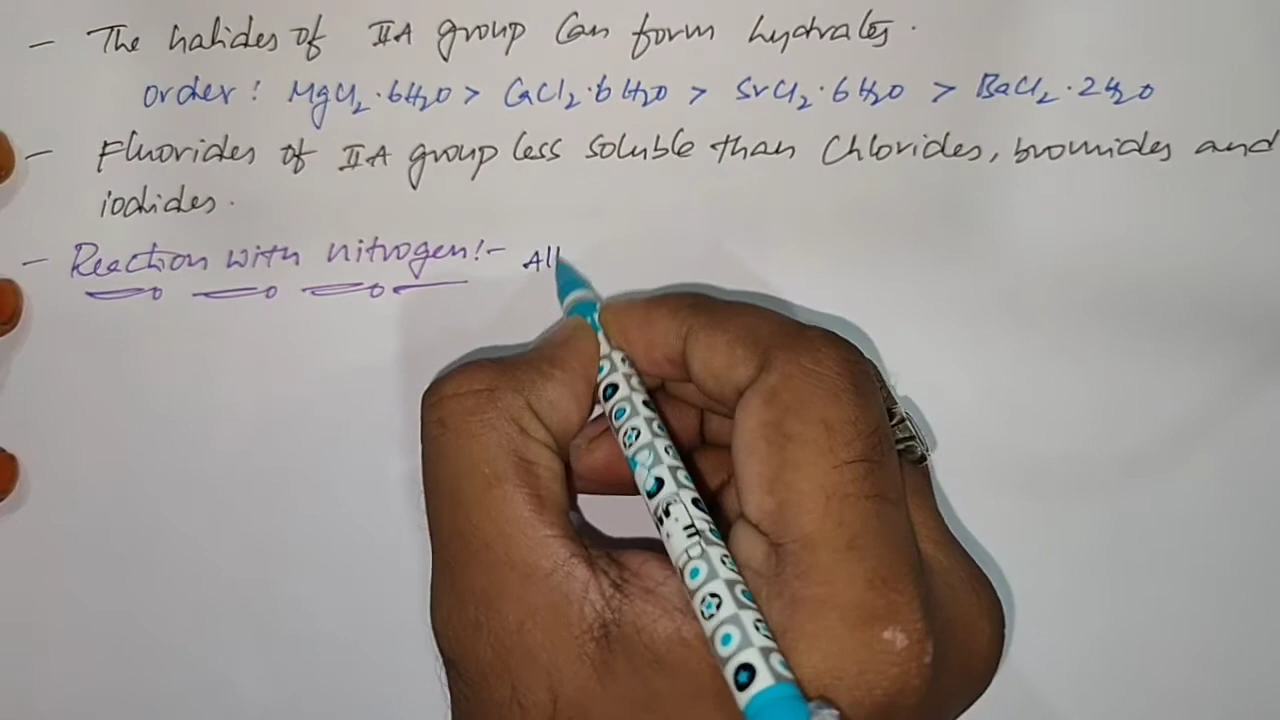 - The halides of IIA group can form hydrates.
order: MgCl₂·6H₂O > CaCl₂·6H₂O > SrCl₂·6H₂O > BaCl₂·2H₂O
- Fluorides of IIA group less soluble than Chlorides, bromides and
iodides.
- Reaction with nitrogen:- All